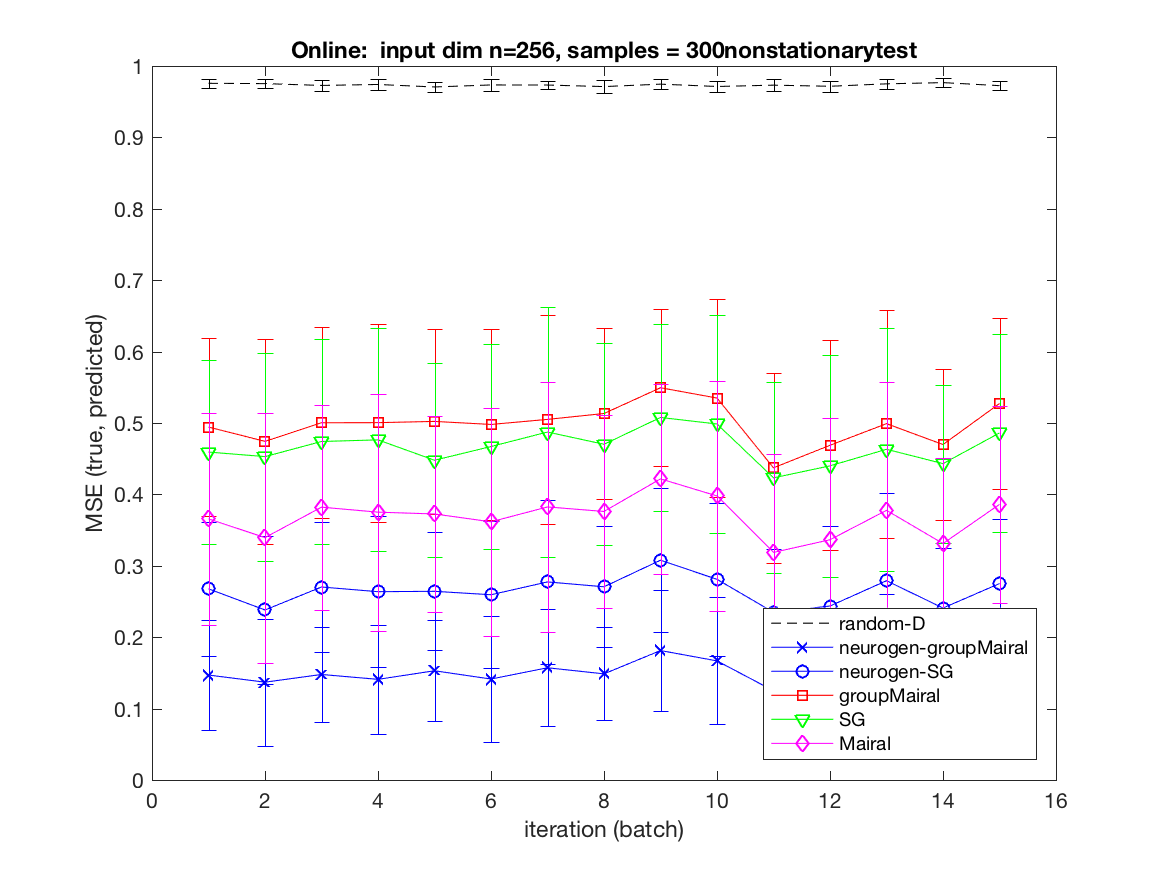 Online:  input dim n=256, samples = 300nonstationarytest
1
0.9
0.8
0.7
0.6
0.5
0.4
0.3
0.2
0.1
0
MSE (true, predicted)
random-D
neurogen-groupMairal
neurogen-SG
groupMairal
SG
Mairal
0 2 4 6 8 10 12 14 16
iteration (batch)